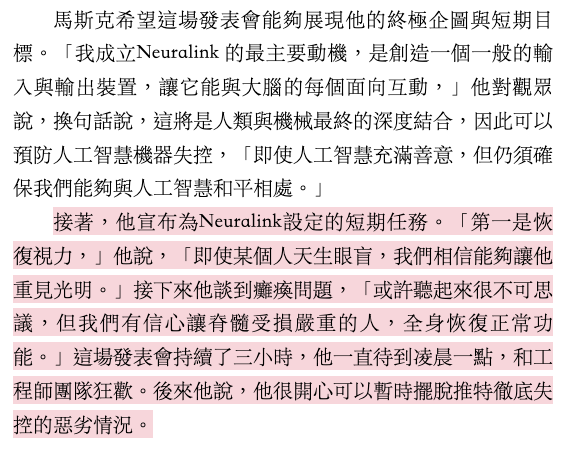 馬斯克希望這場發表會能夠展現他的終極企圖與短期目
標。「我成立Neuralink 的最主要動機，是創造一個一般的輸
入與輸出裝置，讓它能與大腦的每個面向互動，」他對觀眾
說，換句話說，這將是人類與機械最終的深度結合，因此可以
預防人工智慧機器失控，「即使人工智慧充滿善意，但仍須確
保我們能夠與人工智慧和平相處。」
接著，他宣布為Neuralink設定的短期任務。「第一是恢
復視力，」他說，「即使某個人天生眼盲，我們相信能夠讓他
重見光明。」接下來他談到癱瘓問題，「或許聽起來很不可思
議，但我們有信心讓脊髓受損嚴重的人，全身恢復正常功
能。」這場發表會持續了三小時，他一直待到凌晨一點，和工
程師團隊狂歡。後來他說，他很開心可以暫時擺脫推特徹底失
控的惡劣情況。